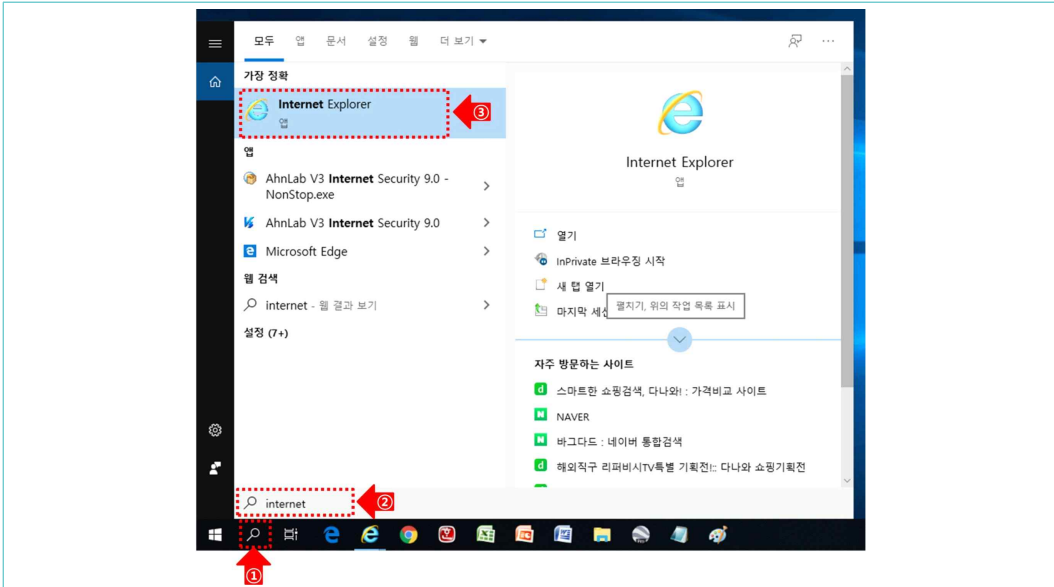 모두 앱 문서 설정 웹 더 보기
가장 정확
Internet Explorer
앱
③
앱
AhnLab V3 Internet Security 9.0 -
NonStop.exe
AhnLab V3 Internet Security 9.0
Microsoft Edge
웹 검색
internet - 웹 결과 보기
설정 (7+)
Internet Explorer
앱
열기
InPrivate 브라우징 시작
새 탭 열기
마지막
펼치기, 위의 작업 목록 표시
자주 방문하는 사이트
스마트한 쇼핑검색, 다나와! : 가격비교 사이트
NAVER
바그다드 : 네이버 통합검색
해외직구 리퍼비시TV특별 기획전!:: 다나와 쇼핑기획전
internet
②
①